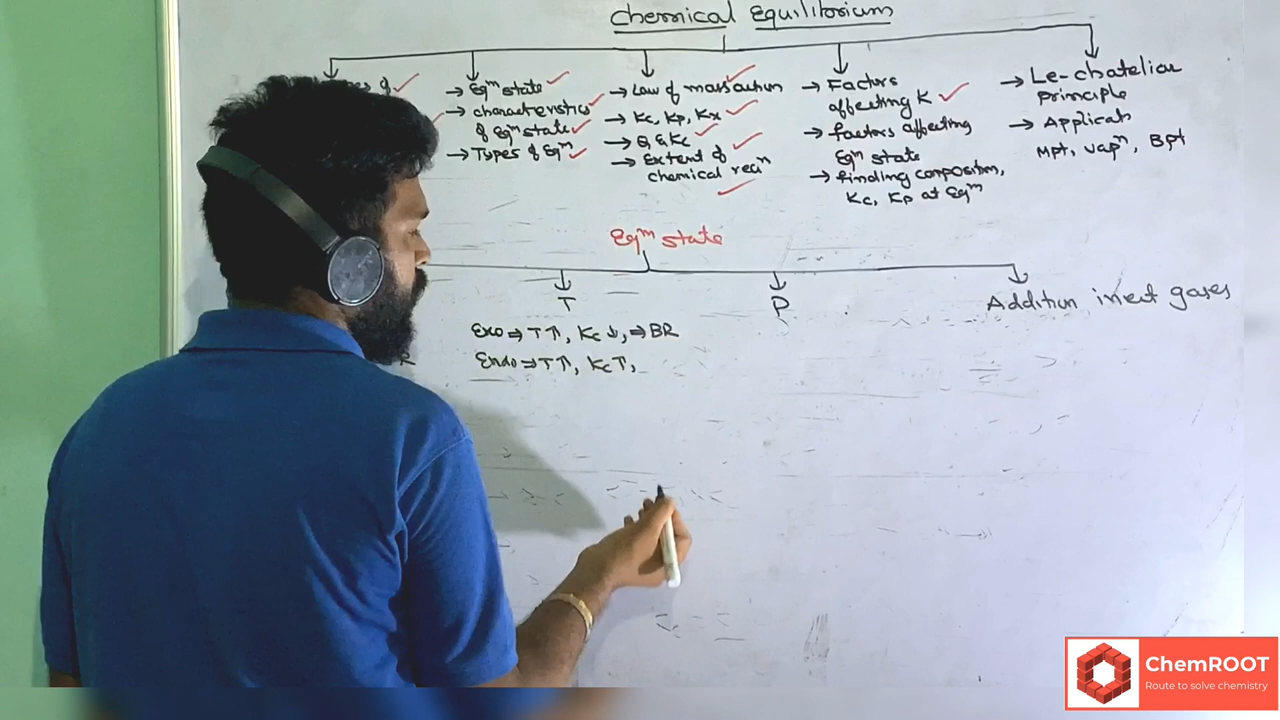 Chemical Equilibrium
of
→ Eqm state
→ characteristics
of Eqm state
→ Types of Eqm
→ Law of mass action
→ Kc, Kp, Kx
→ Q & Kc
→ Extent of
chemical recn
→ Factors
affecting K
→ factors affecting
Eqm state
→ finding composition,
Kc, Kp at Eqm
→ Le-chatelier
principle
→ Applicatn
Mpt, vapn, Bpt
Eqm state
T
Exo ⇒ T↑, Kc ↓, ⇒ BR
Endo ⇒ T↑, Kc↑,
P
Addition inert gases
R
ChemROOT
Route to solve chemistry